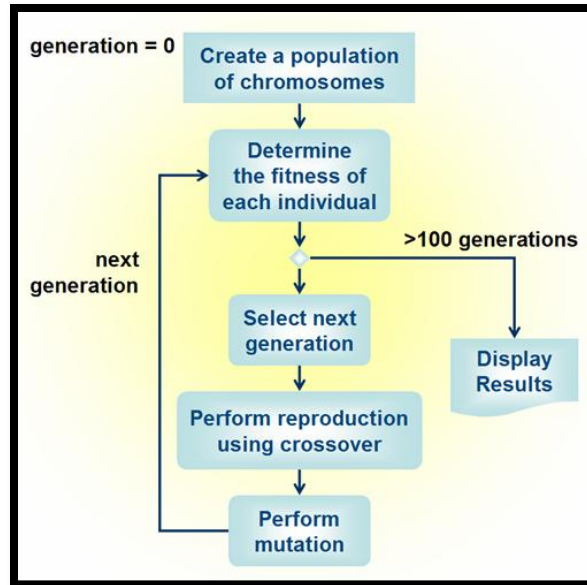 generation = 0
Create a population
of chromosomes
Determine
the fitness of
each individual
>100 generations
next
generation
Select next
generation
Display
Results
Perform reproduction
using crossover
Perform
mutation